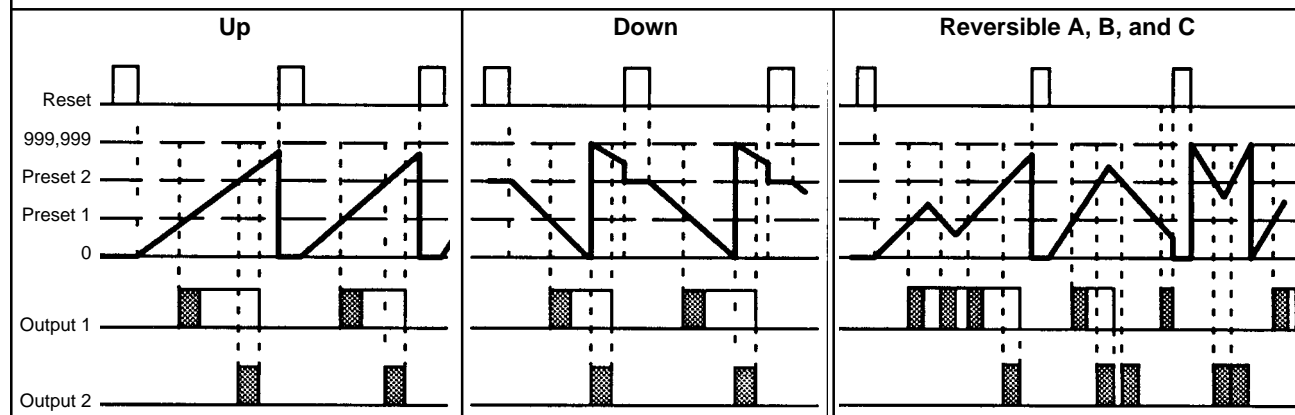 Up
Down
Reversible A, B, and C
Reset
999,999
Preset 2
Preset 1
0
Output 1
Output 2